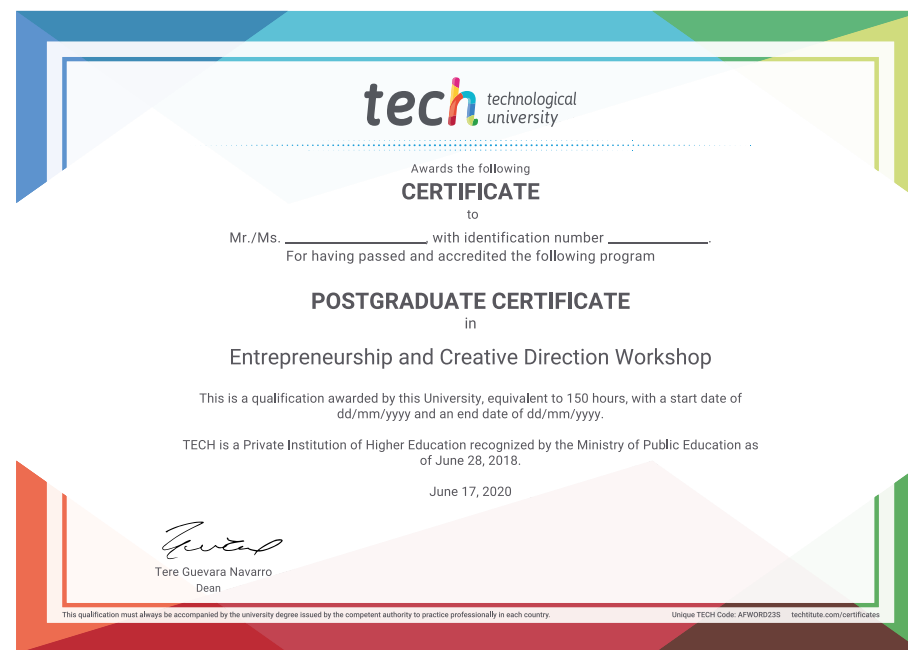 tech technological
university
Awards the following
CERTIFICATE
to
Mr./Ms. ____________________, with identification number ______________.
For having passed and accredited the following program
POSTGRADUATE CERTIFICATE
in
Entrepreneurship and Creative Direction Workshop
This is a qualification awarded by this University, equivalent to 150 hours, with a start date of
dd/mm/yyyy and an end date of dd/mm/yyyy.
TECH is a Private Institution of Higher Education recognized by the Ministry of Public Education as
of June 28, 2018.
June 17, 2020
Tere Guevara Navarro
Dean
This qualification must always be accompanied by the university degree issued by the competent authority to practice professionally in each country. Unique TECH Code: AFWORD23S techtitute.com/certificates